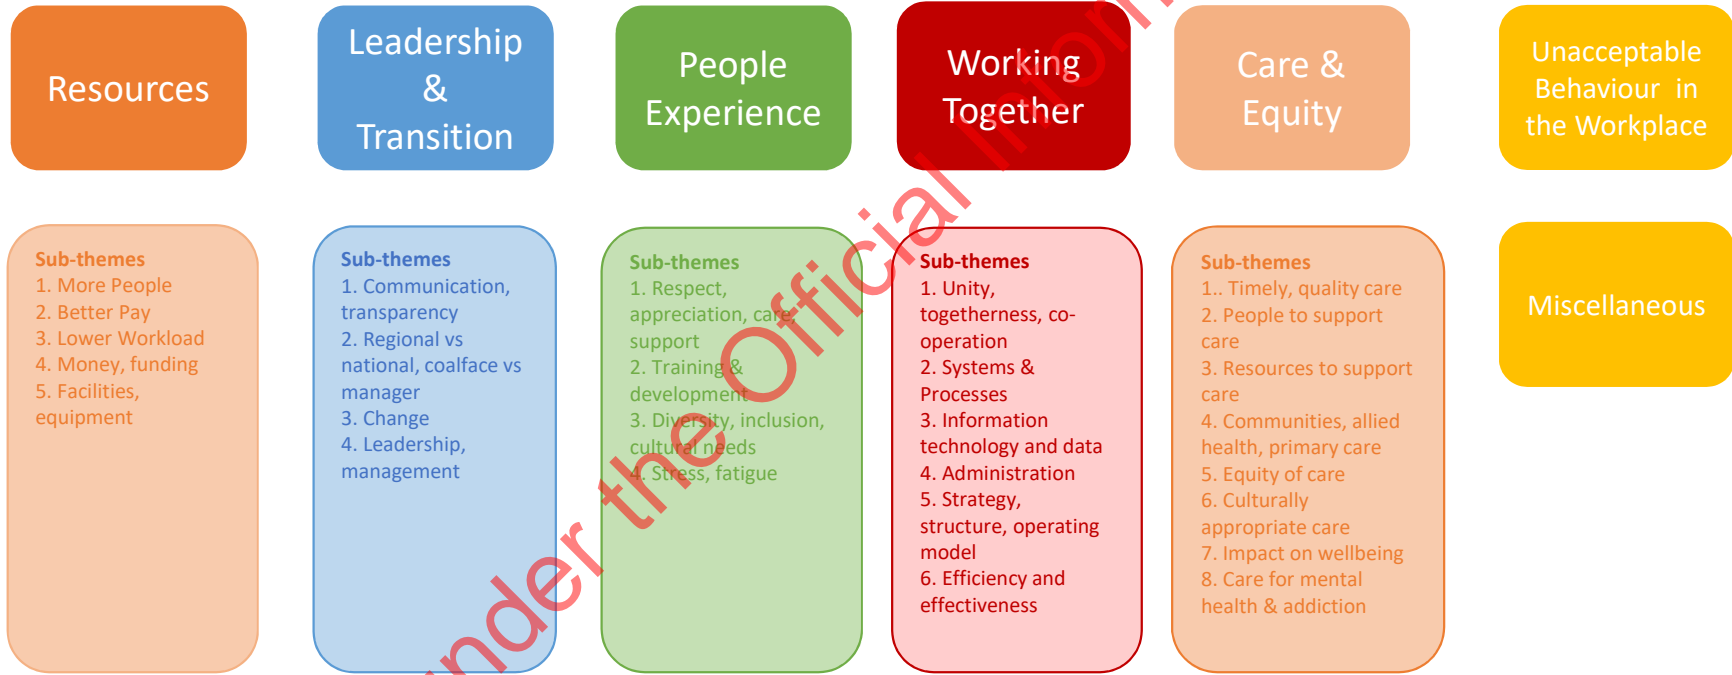 Resources
Leadership
&
Transition
People
Experience
Working
Together
Care &
Equity
Unacceptable
Behaviour in
the Workplace
Sub-themes
1. More People
2. Better Pay
3. Lower Workload
4. Money, funding
5. Facilities,
equipment
Sub-themes
1. Communication,
transparency
2. Regional vs
national, coalface vs
manager
3. Change
4. Leadership,
management
Sub-themes
1. Respect,
appreciation, care,
support
2. Training &
development
3. Diversity, inclusion,
cultural needs
4. Stress, fatigue
Sub-themes
1. Unity,
togetherness, co-
operation
2. Systems &
Processes
3. Information
technology and data
4. Administration
5. Strategy,
structure, operating
model
6. Efficiency and
effectiveness
Sub-themes
1.. Timely, quality care
2. People to support
care
3. Resources to support
care
4. Communities, allied
health, primary care
5. Equity of care
6. Culturally
appropriate care
7. Impact on wellbeing
8. Care for mental
health & addiction
Miscellaneous
under the Official